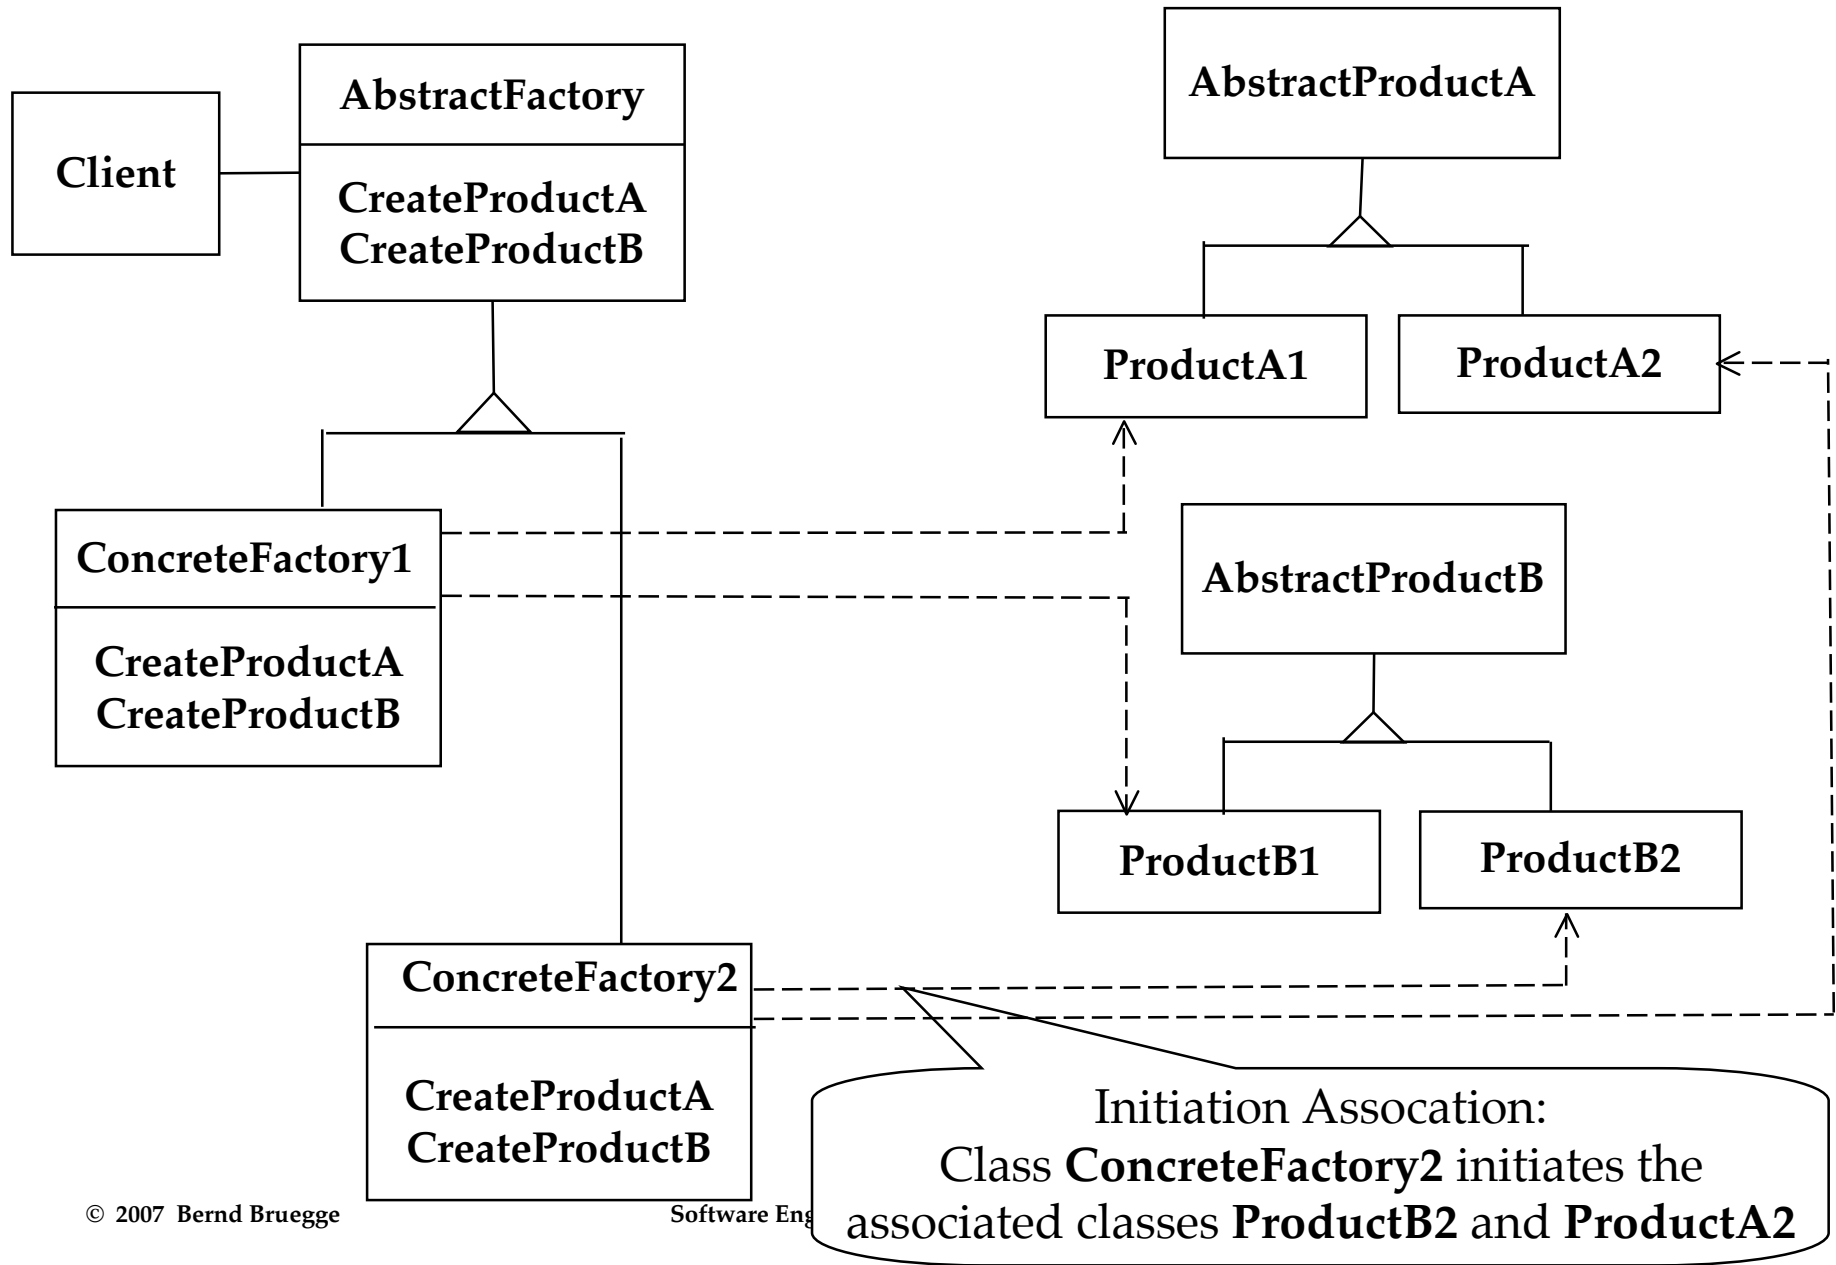 Client
AbstractFactory
CreateProductA
CreateProductB
AbstractProductA
ProductA1
ProductA2
ConcreteFactory1
CreateProductA
CreateProductB
AbstractProductB
ProductB1
ProductB2
ConcreteFactory2
CreateProductA
CreateProductB
Initiation Assocation:
Class ConcreteFactory2 initiates the
associated classes ProductB2 and ProductA2
© 2007 Bernd Bruegge
Software